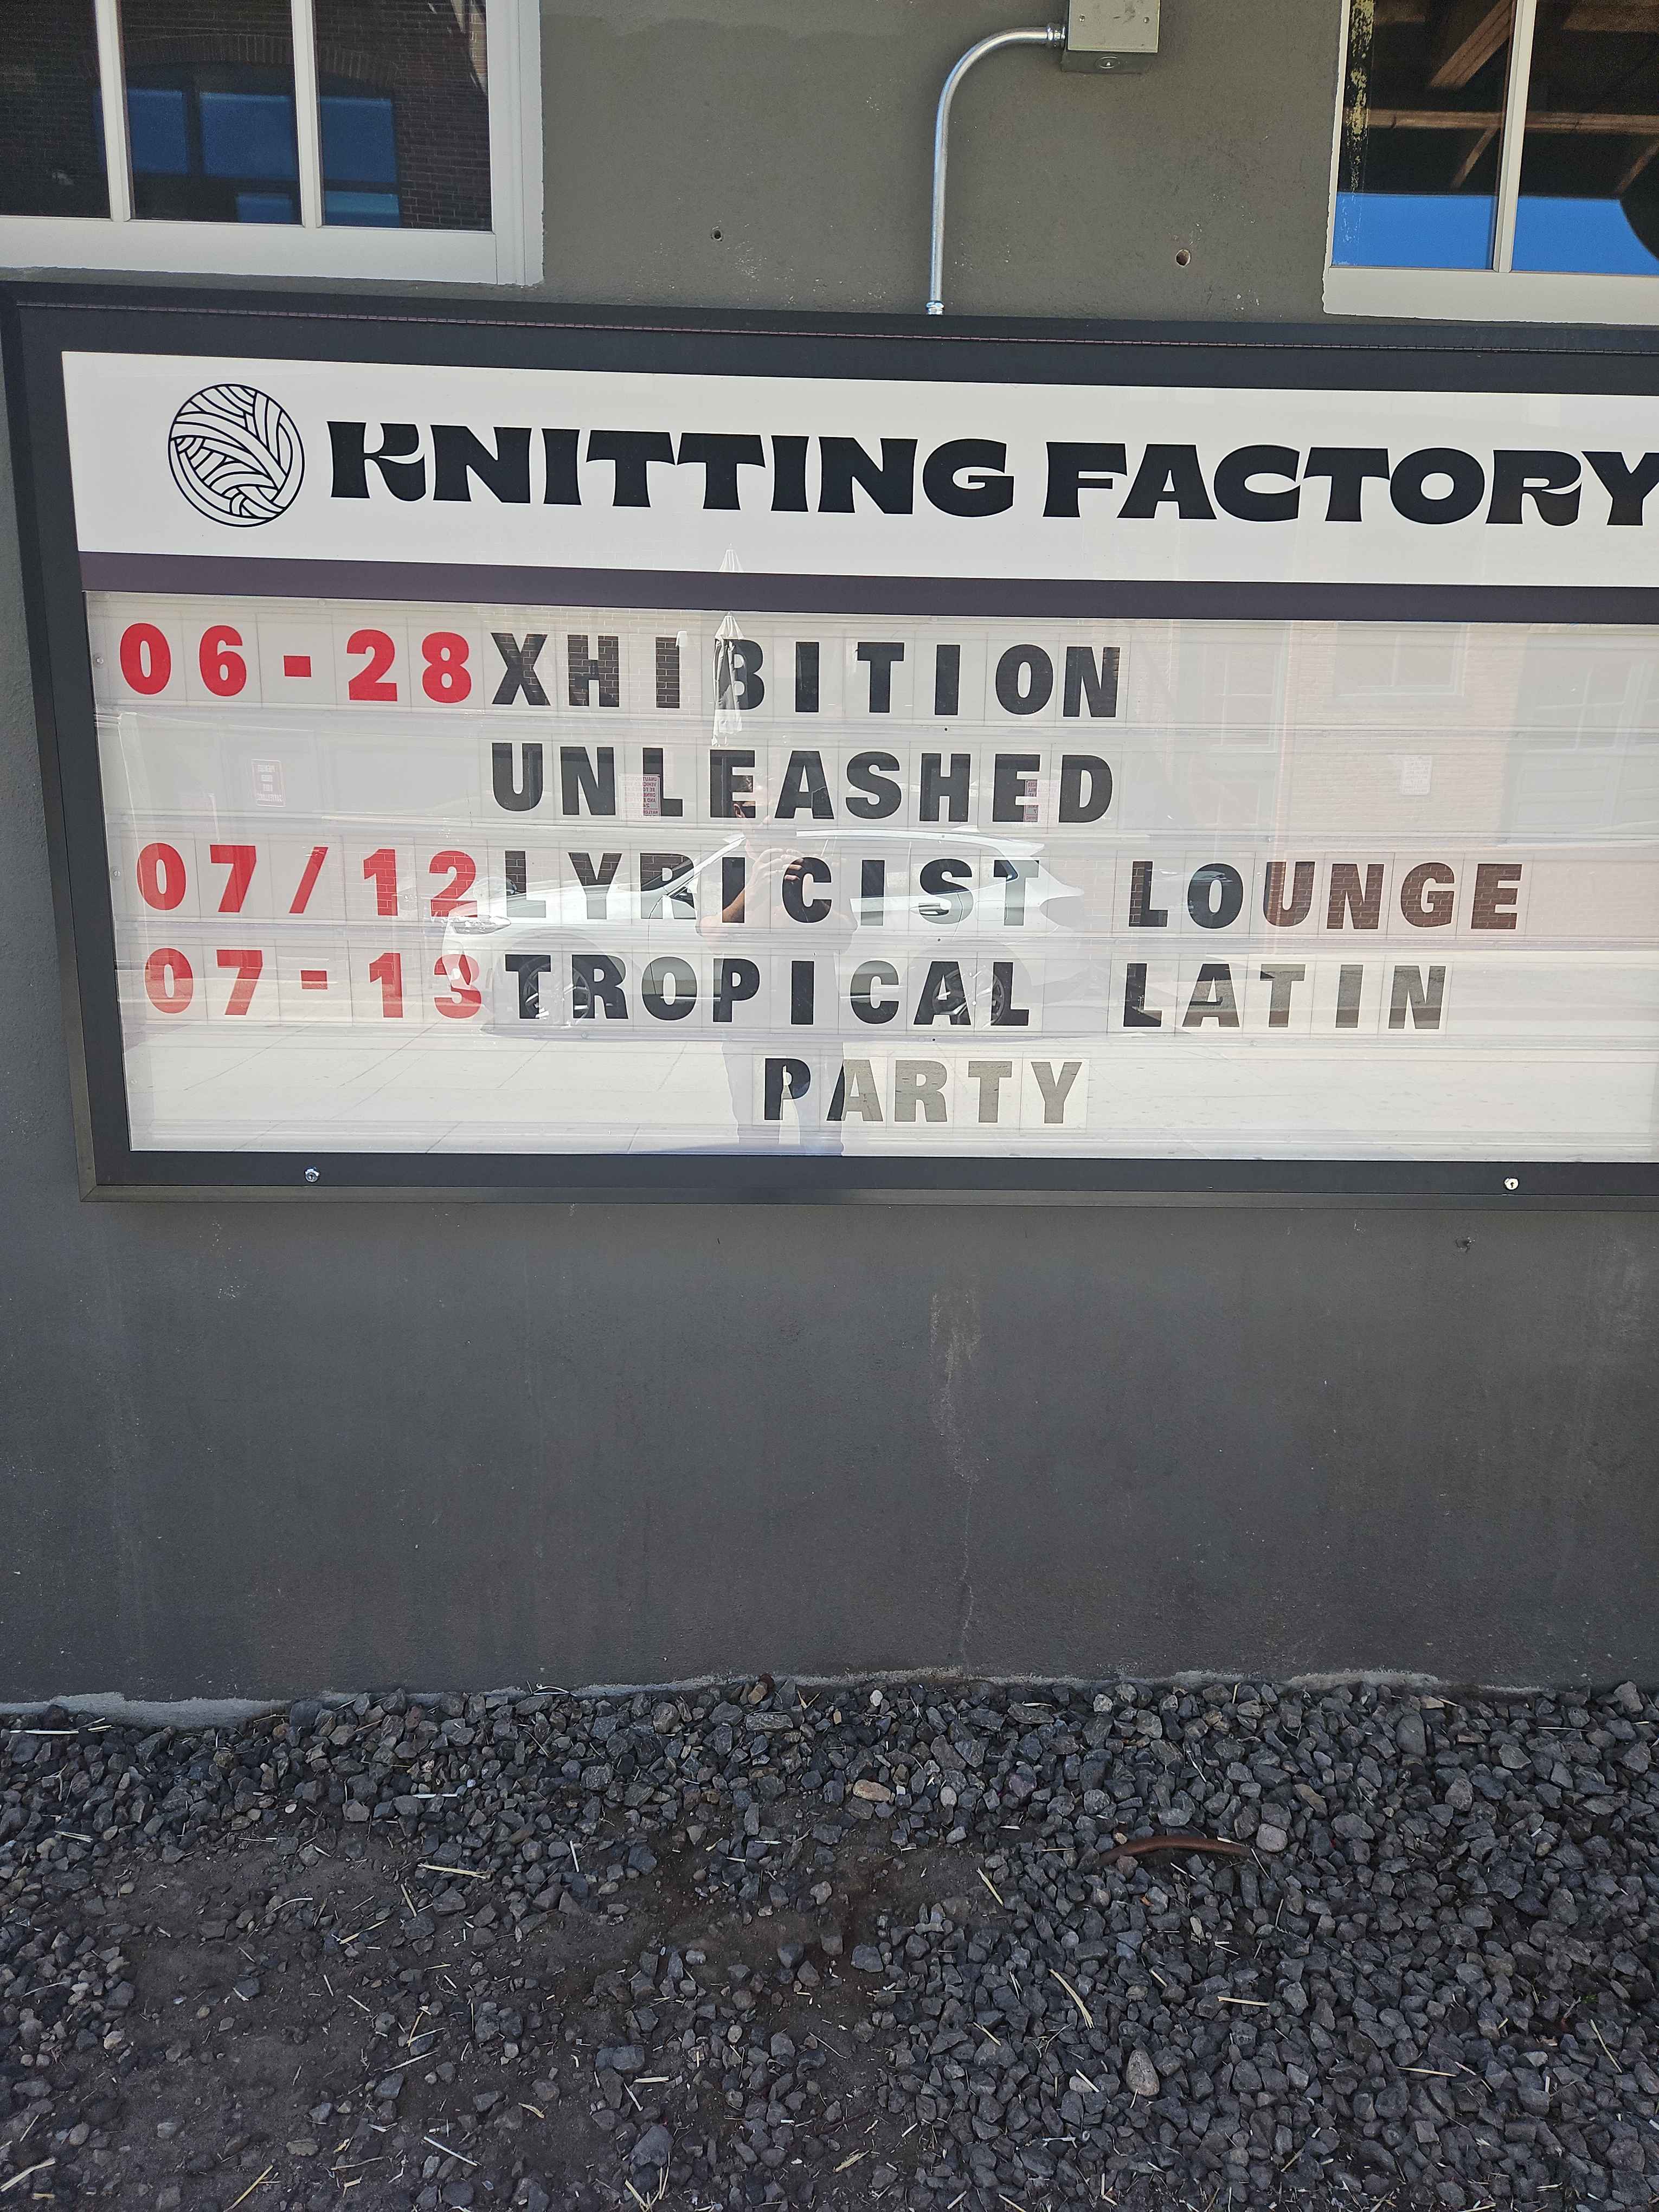 KNITTING FACTORY
06-28 XHIBITION
UNLEASHED
07/12 LYRICIST LOUNGE
07-13 TROPICAL LATIN
PARTY